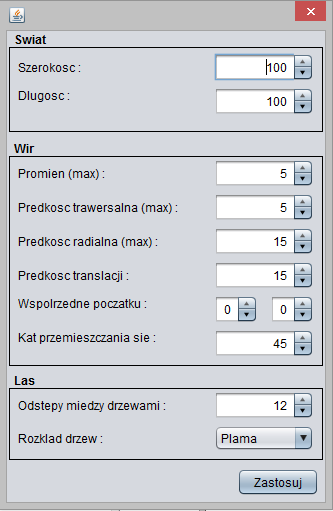 Swiat
Szerokosc : 100
Dlugosc : 100
Wir
Promien (max) : 5
Predkosc trawersalna (max) : 5
Predkosc radialna (max) : 15
Predkosc translacji : 15
Wspolrzedne poczatku : 0 0
Kat przemieszczania sie : 45
Las
Odstepy miedzy drzewami : 12
Rozklad drzew : Plama
Zastosuj